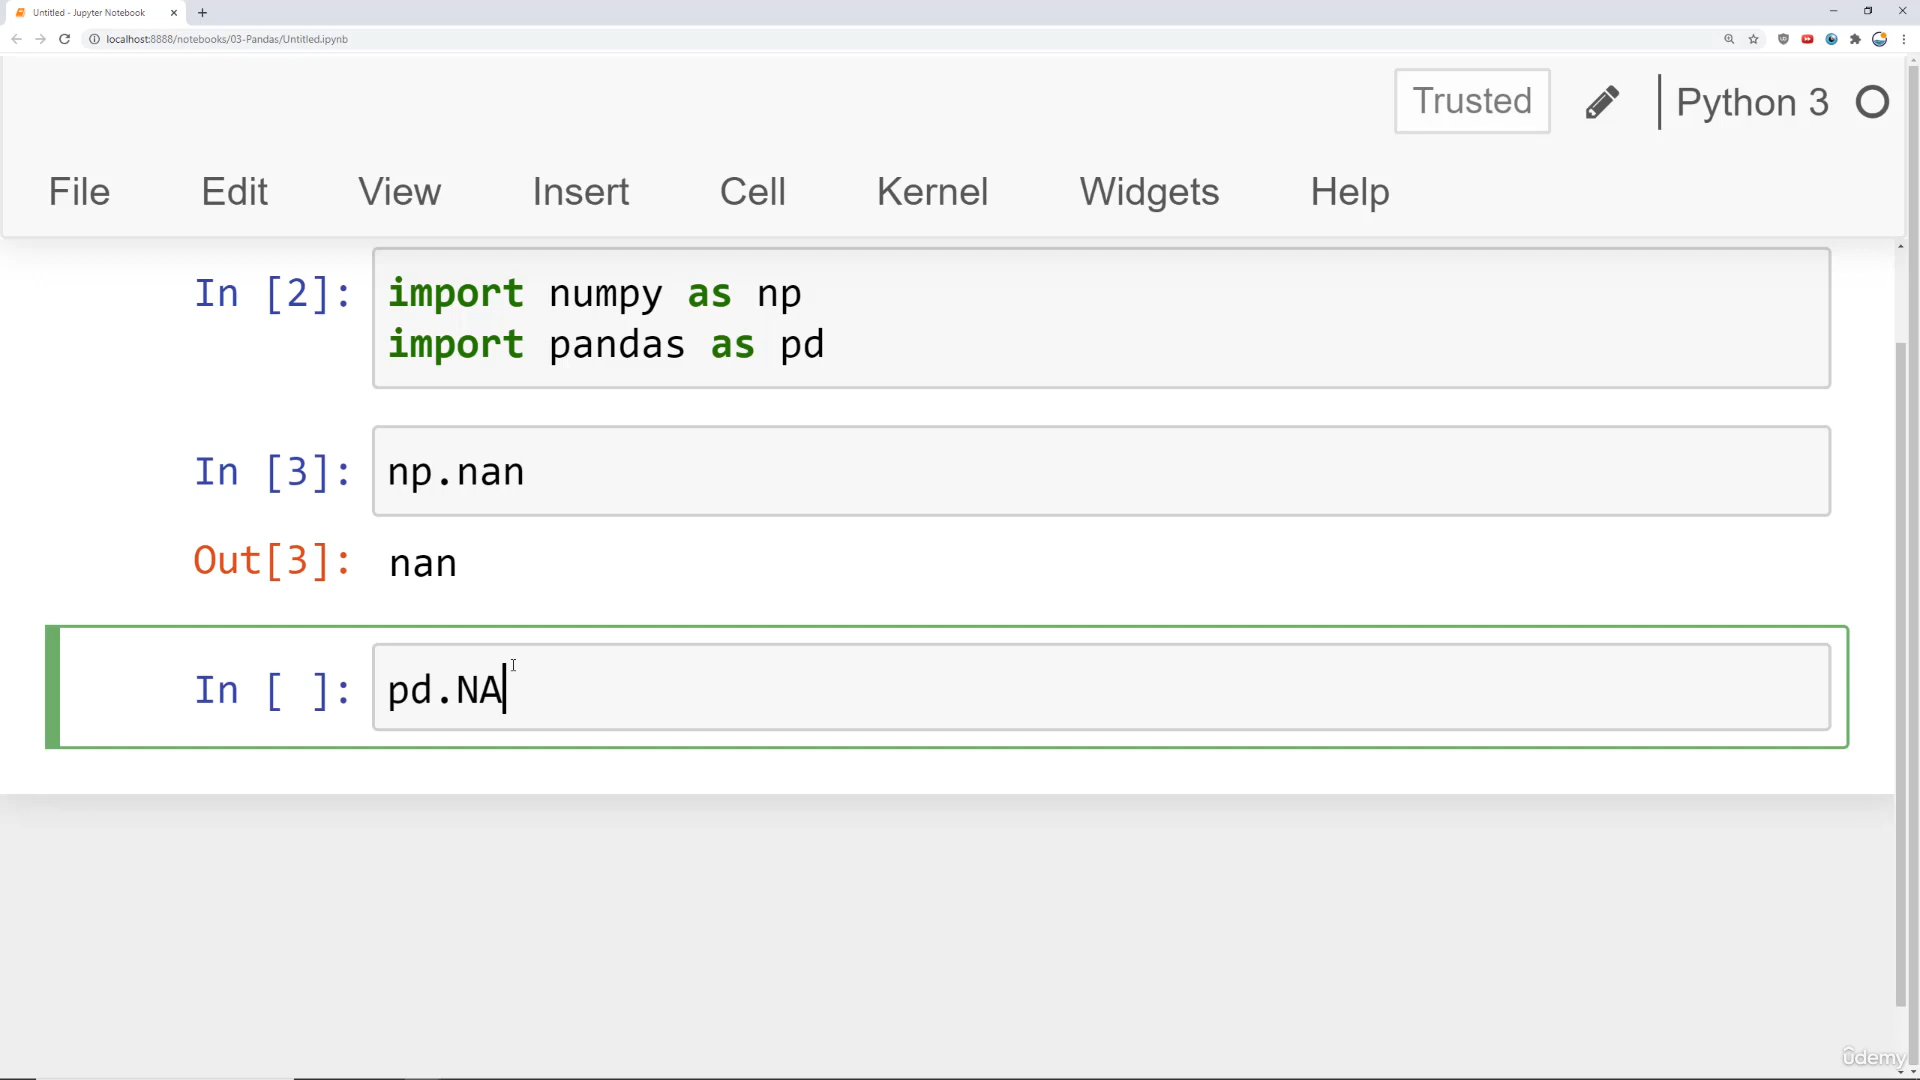 Untitled - Jupyter Notebook
localhost:8888/notebooks/03-Pandas/Untitled.ipynb
Trusted
Python 3
File Edit View Insert Cell Kernel Widgets Help
In [2]: import numpy as np
import pandas as pd
In [3]: np.nan
Out[3]: nan
In [ ]: pd.NA
ûdemy